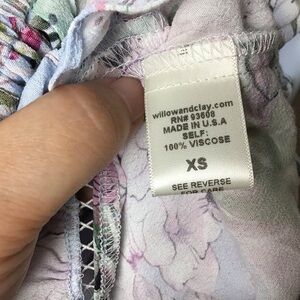 willowandclay.com
RN# 93608
MADE IN U.S.A
SELF:
100% VISCOSE
XS
SEE REVERSE
FOR CARE